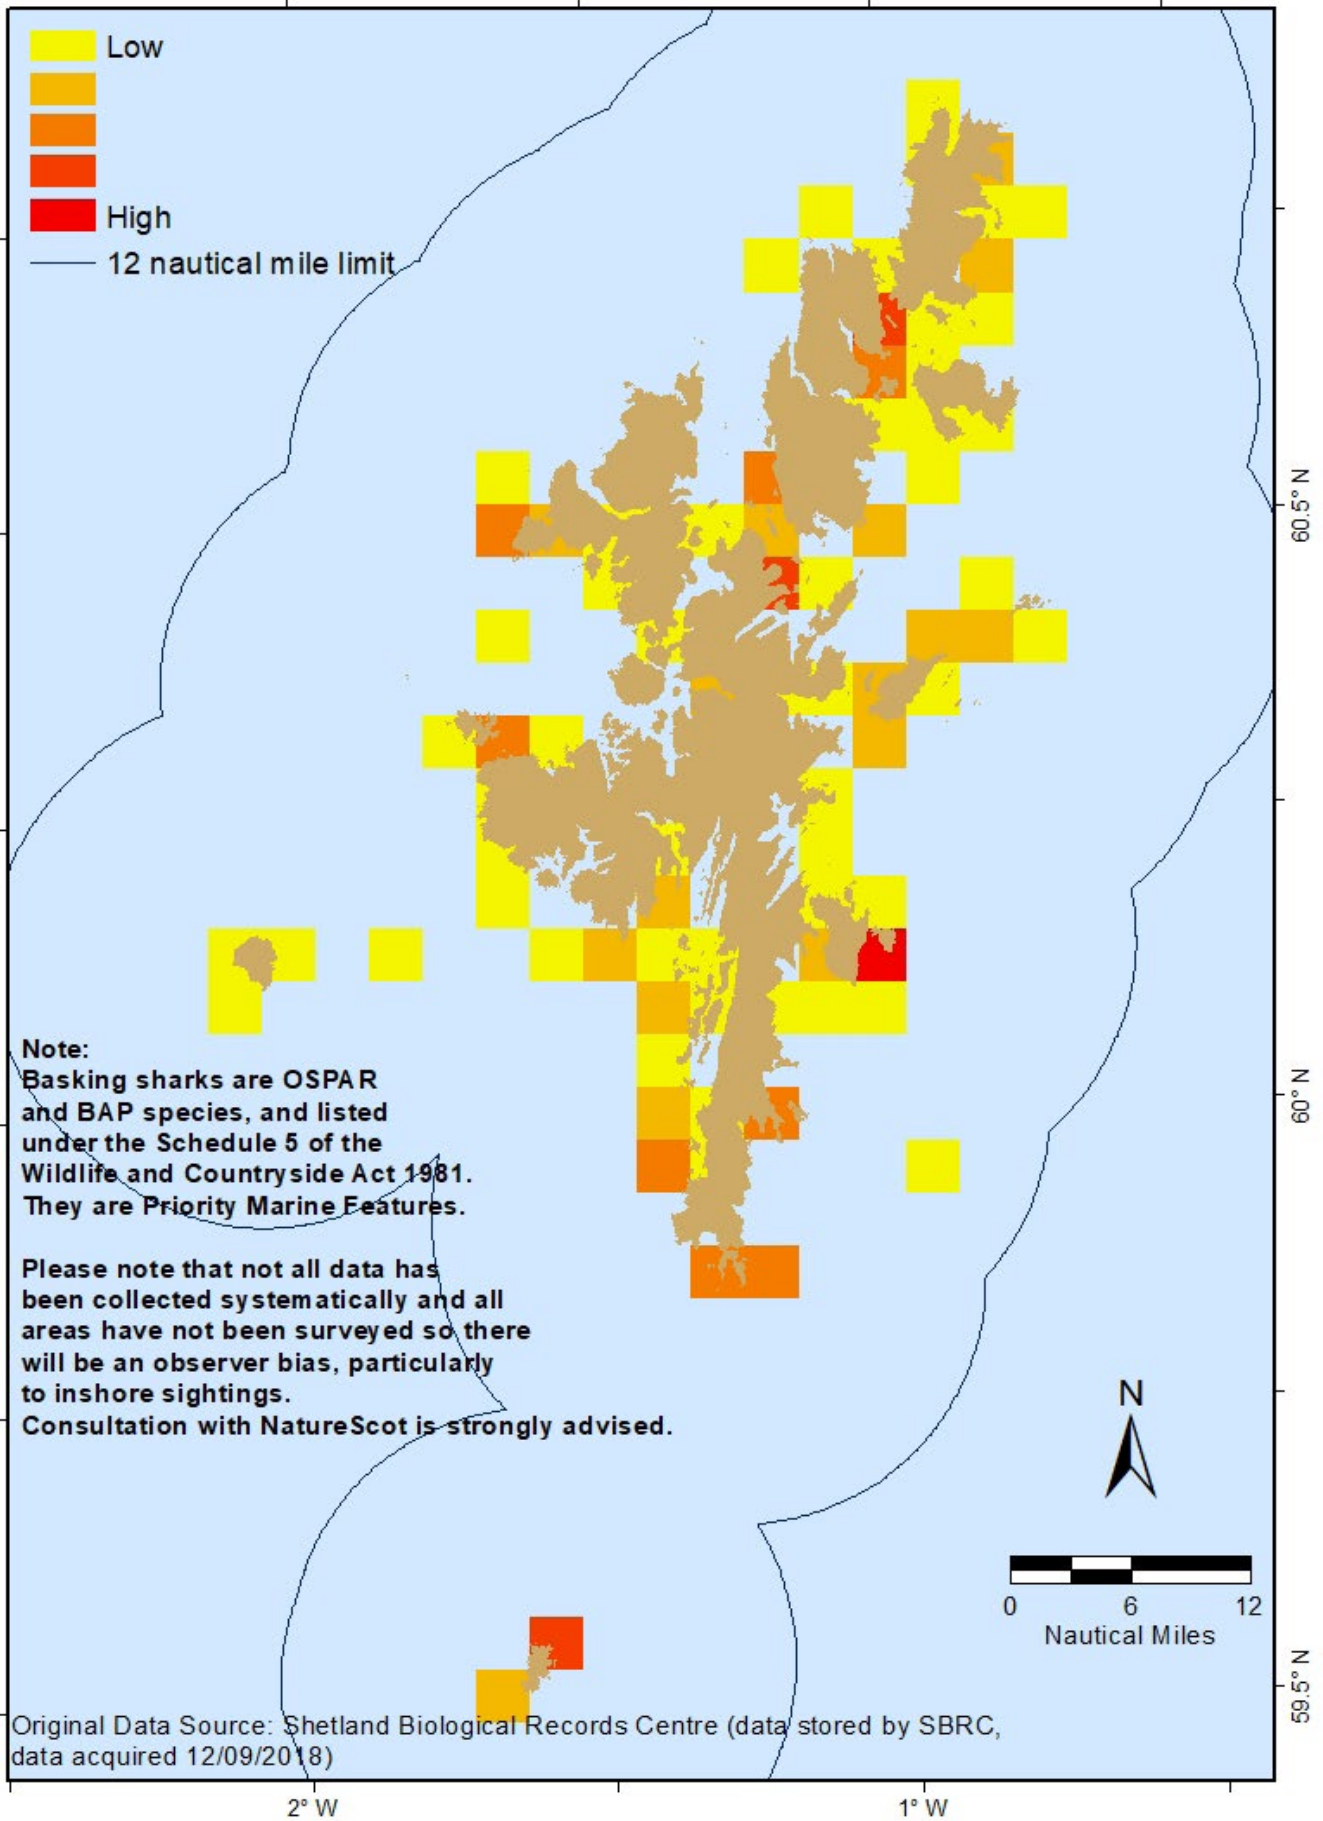 Low
High
12 nautical mile limit
60.5° N
Note:
Basking sharks are OSPAR
and BAP species, and listed
under the Schedule 5 of the
Wildlife and Countryside Act 1981.
They are Priority Marine Features.
60° N
Please note that not all data has
been collected systematically and all
areas have not been surveyed so there
will be an observer bias, particularly
to inshore sightings.
Consultation with NatureScot is strongly advised.
N
0 6 12
Nautical Miles
59.5° N
Original Data Source: Shetland Biological Records Centre (data stored by SBRC,
data acquired 12/09/2018)
2° W 1° W